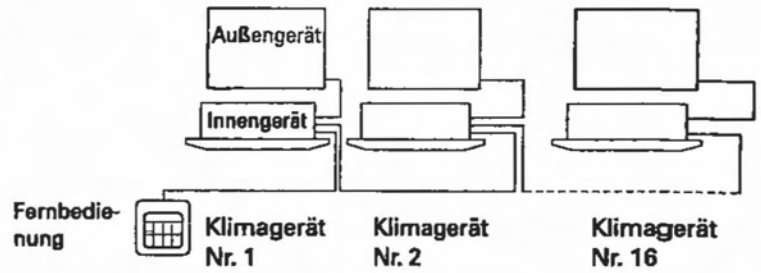 Außengerät
Innengerät
Fernbedie-
nung
Klimagerät
Nr. 1
Klimagerät
Nr. 2
Klimagerät
Nr. 16